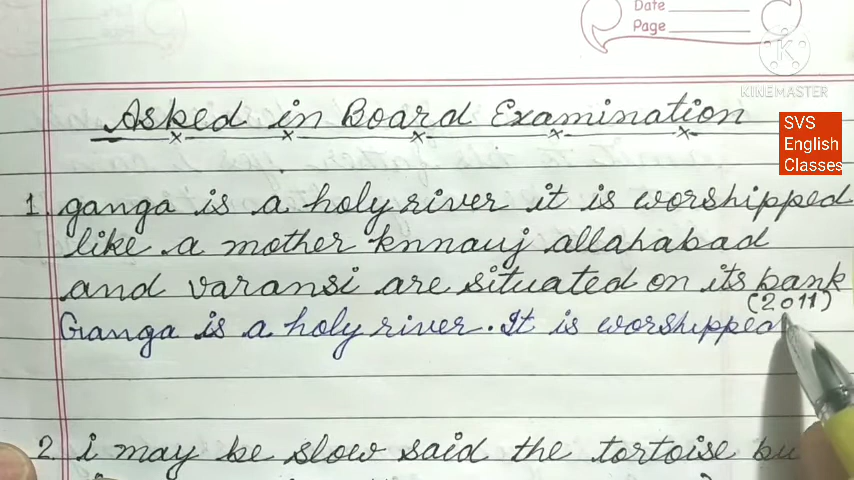 Date
Page
KINEMASTER
Asked in Board Examination
SVS
English
Classes
1. ganga is a holy river it is worshipped
like a mother knnauj allahabad
and varansi are situated on its bank
(2011)
Ganga is a holy river. It is worshipped
2 i may be slow said the tortoise bu